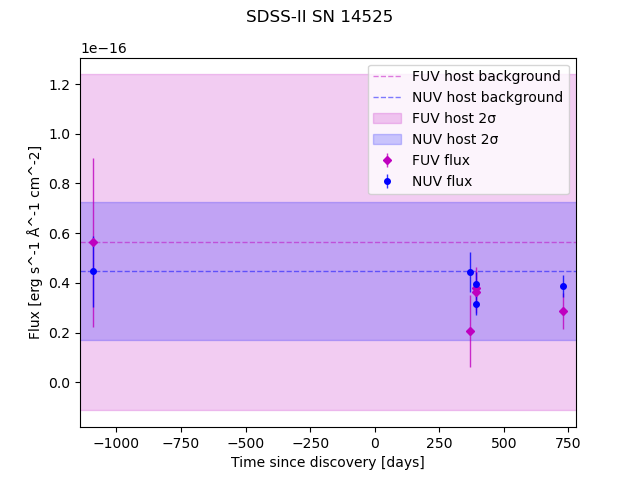 SDSS-II SN 14525
1e−16
FUV host background
NUV host background
FUV host 2σ
NUV host 2σ
FUV flux
NUV flux
1.2
1.0
0.8
0.6
0.4
0.2
0.0
Flux [erg s^-1 Å^-1 cm^-2]
−1000 −750 −500 −250 0 250 500 750
Time since discovery [days]